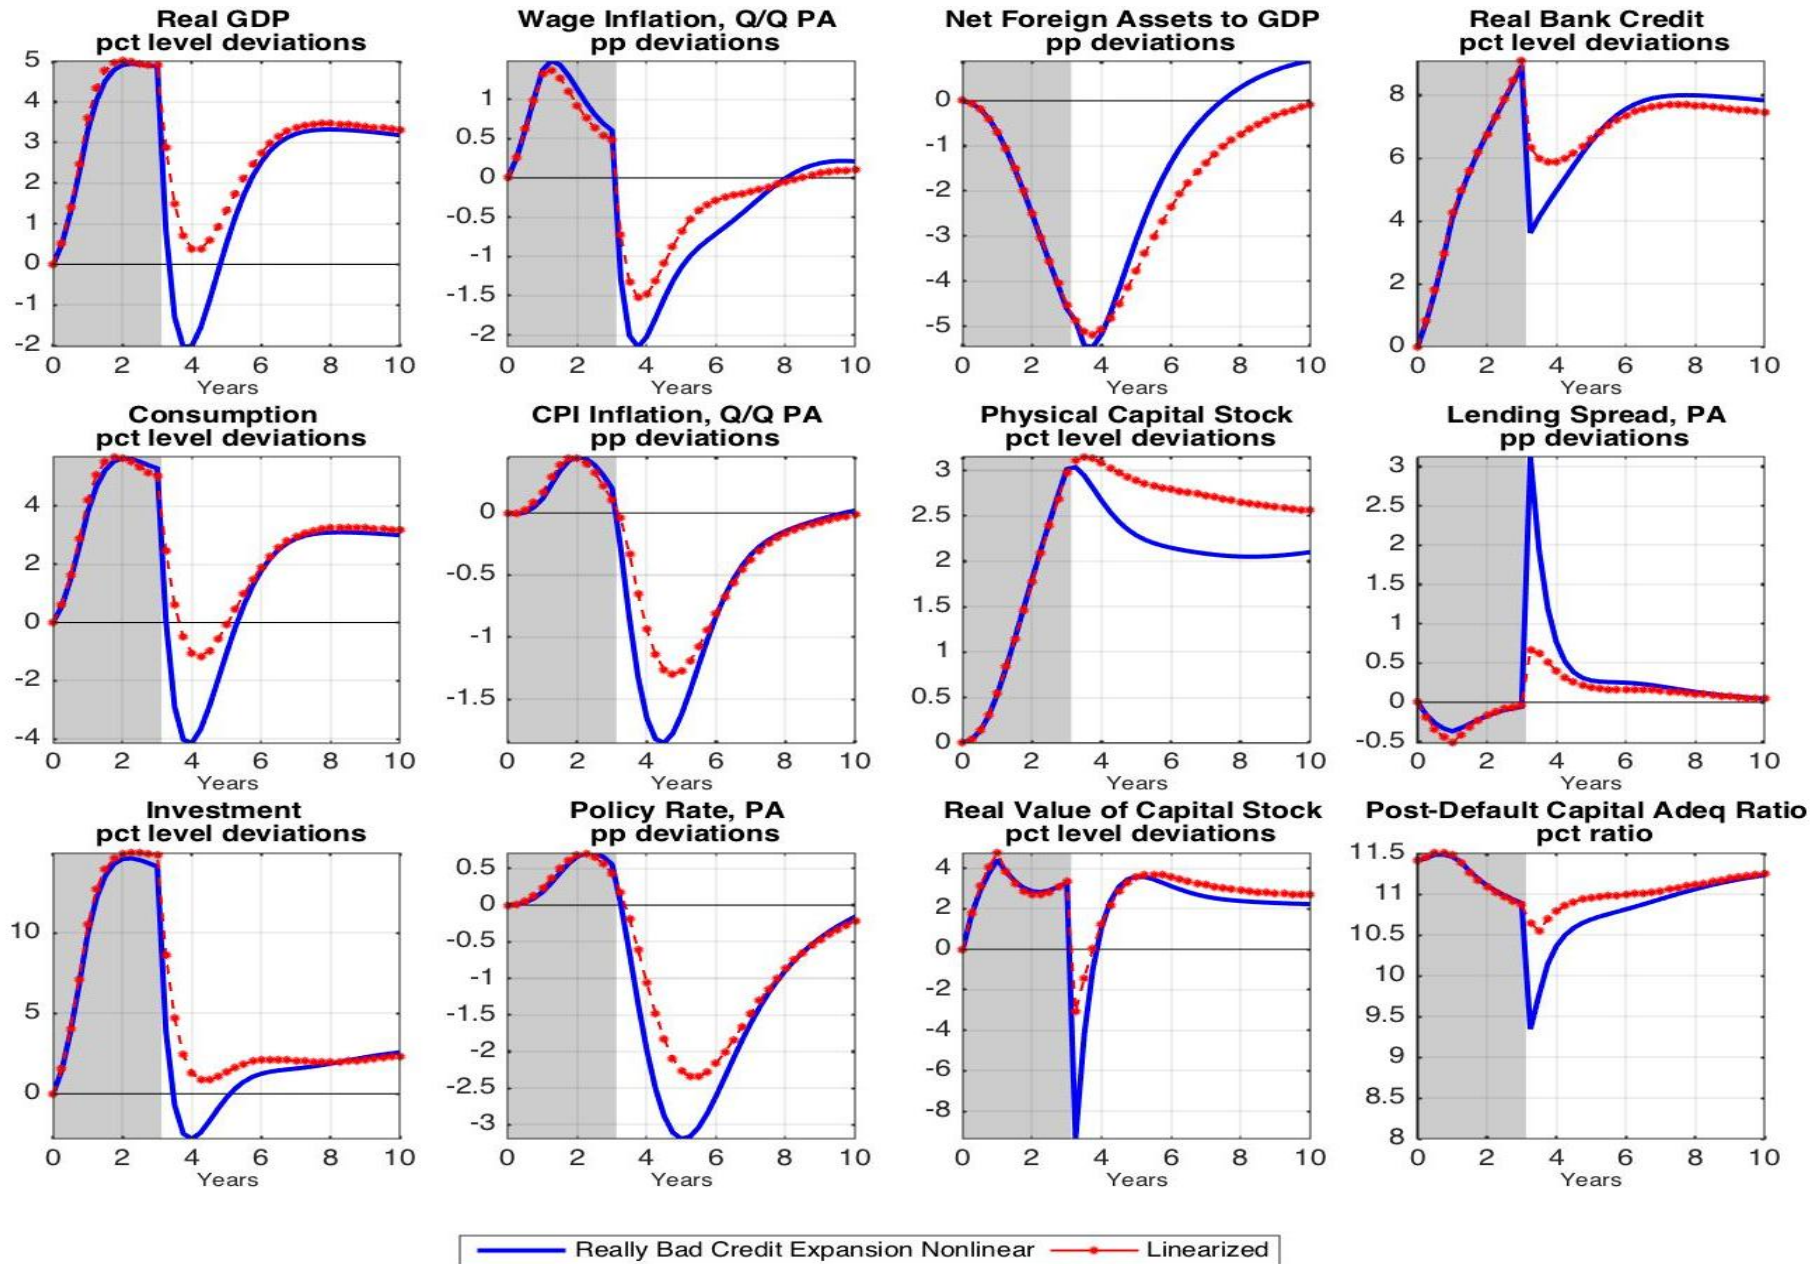 Real GDP
pct level deviations
5
4
3
2
1
0
-1
-2
0 2 4 6 8 10
Years
Wage Inflation, Q/Q PA
pp deviations
1
0.5
0
-0.5
-1
-1.5
-2
0 2 4 6 8 10
Years
Net Foreign Assets to GDP
pp deviations
0
-1
-2
-3
-4
-5
0 2 4 6 8 10
Years
Real Bank Credit
pct level deviations
8
6
4
2
0
0 2 4 6 8 10
Years
Consumption
pct level deviations
4
2
0
-2
-4
0 2 4 6 8 10
Years
CPI Inflation, Q/Q PA
pp deviations
0
-0.5
-1
-1.5
0 2 4 6 8 10
Years
Physical Capital Stock
pct level deviations
3
2.5
2
1.5
1
0.5
0
0 2 4 6 8 10
Years
Lending Spread, PA
pp deviations
3
2.5
2
1.5
1
0.5
0
-0.5
0 2 4 6 8 10
Years
Investment
pct level deviations
10
5
0
0 2 4 6 8 10
Years
Policy Rate, PA
pp deviations
0.5
0
-0.5
-1
-1.5
-2
-2.5
-3
0 2 4 6 8 10
Years
Real Value of Capital Stock
pct level deviations
4
2
0
-2
-4
-6
-8
0 2 4 6 8 10
Years
Post-Default Capital Adeq Ratio
pct ratio
11.5
11
10.5
10
9.5
9
8.5
8
0 2 4 6 8 10
Years
Really Bad Credit Expansion Nonlinear
Linearized